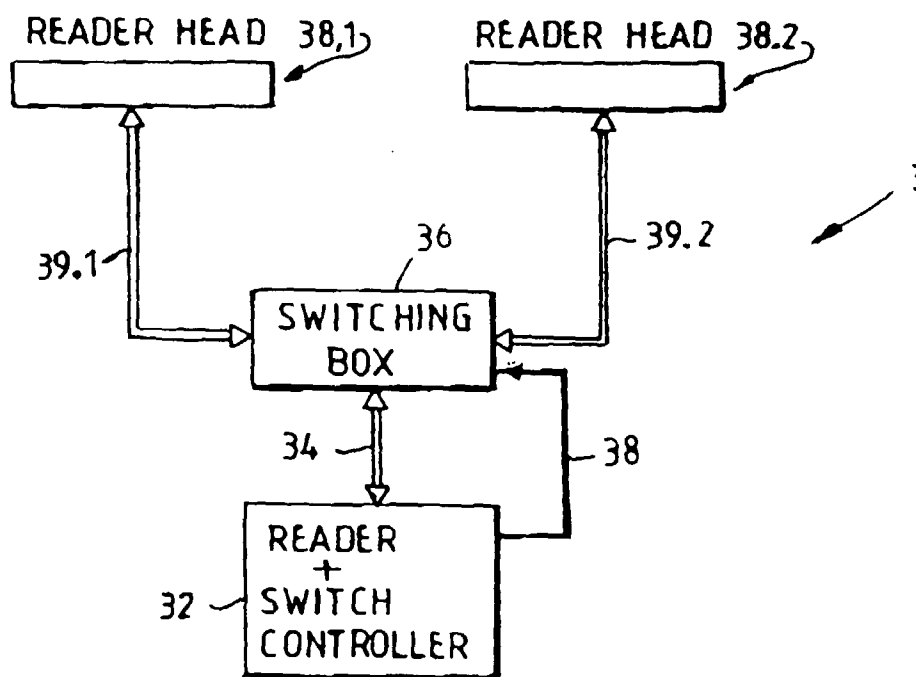 READER HEAD 38,1
READER HEAD 38.2
39.1
39.2
36
SWITCHING
BOX
34
38
32
READER
+
SWITCH
CONTROLLER